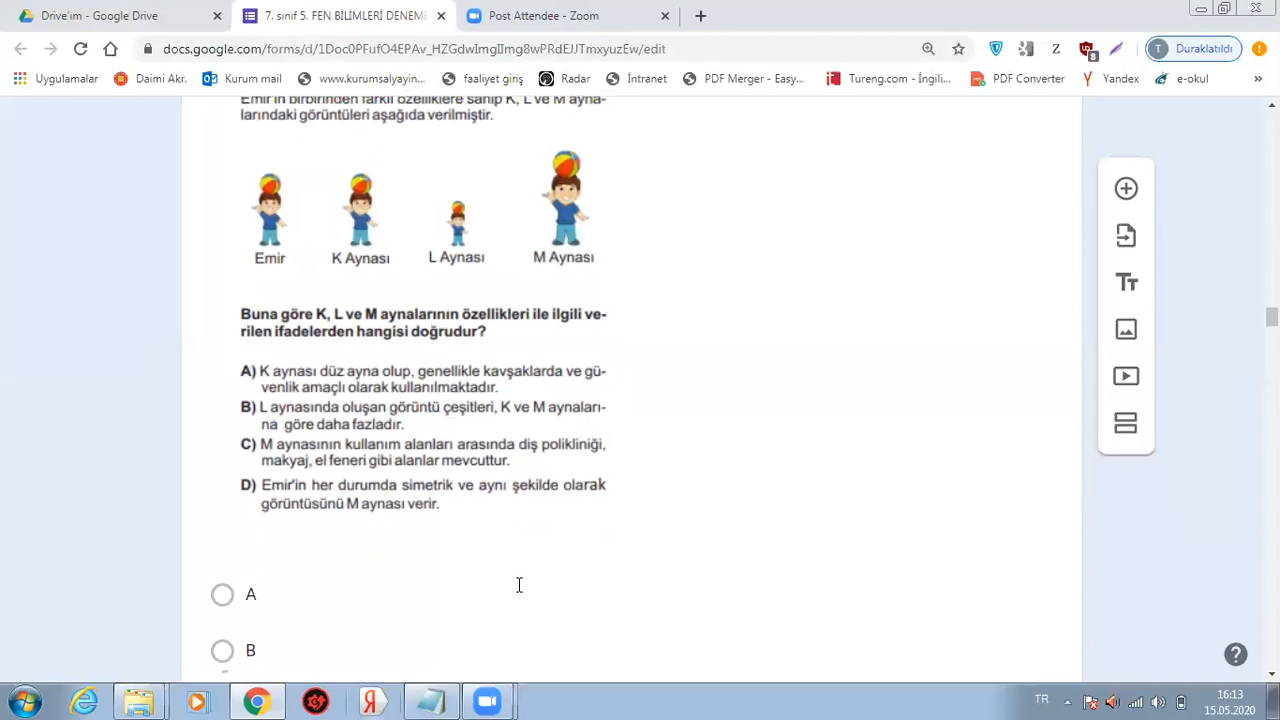 Drive'ım - Google Drive
7. sınıf 5. FEN BİLİMLERİ DENEME
Post Attendee - Zoom
docs.google.com/forms/d/1Doc0PFufO4EPAv_HZGdwImgIImg8wPRdEJJTmxyuzEw/edit
Duraklatıldı
Uygulamalar
Daimi Akr.
Kurum mail
www.kurumsalyayin...
faaliyet giriş
Radar
İntranet
PDF Merger - Easy...
Tureng.com - İngili...
PDF Converter
Yandex
e-okul
Emir'in birbirinden farklı özelliklere sahip K, L ve M ayna-
larındaki görüntüleri aşağıda verilmiştir.
Emir
K Aynası
L Aynası
M Aynası
Buna göre K, L ve M aynalarının özellikleri ile ilgili ve-
rilen ifadelerden hangisi doğrudur?
A) K aynası düz ayna olup, genellikle kavşaklarda ve gü-
venlik amaçlı olarak kullanılmaktadır.
B) L aynasında oluşan görüntü çeşitleri, K ve M aynaları-
na göre daha fazladır.
C) M aynasının kullanım alanları arasında diş polikliniği,
makyaj, el feneri gibi alanlar mevcuttur.
D) Emir'in her durumda simetrik ve aynı şekilde olarak
görüntüsünü M aynası verir.
A
B
TR
16:13
15.05.2020